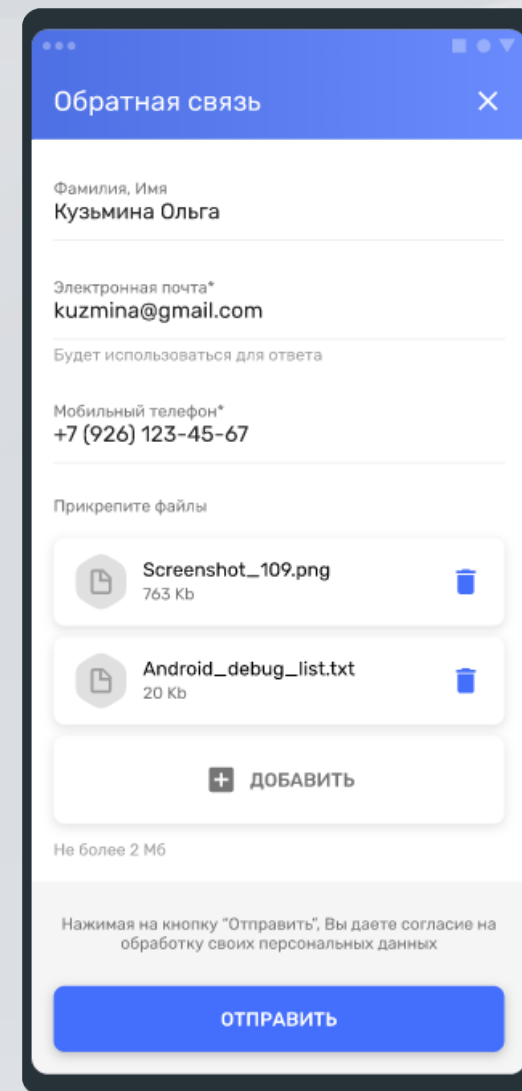 Обратная связь
Фамилия, Имя
Кузьмина Ольга
Электронная почта*
kuzmina@gmail.com
Будет использоваться для ответа
Мобильный телефон*
+7 (926) 123-45-67
Прикрепите файлы
Screenshot_109.png
763 Kb
Android_debug_list.txt
20 Kb
ДОБАВИТЬ
Не более 2 Мб
Нажимая на кнопку "Отправить", Вы даете согласие на
обработку своих персональных данных
ОТПРАВИТЬ